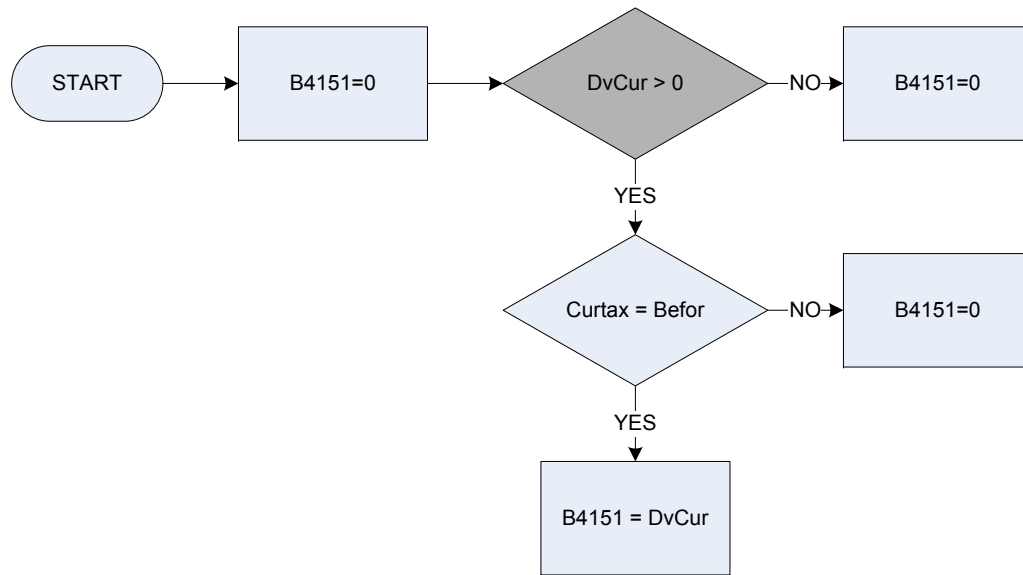 START
B4151=0
DvCur > 0
NO
B4151=0
YES
Curtax = Befor
NO
B4151=0
YES
B4151 = DvCur